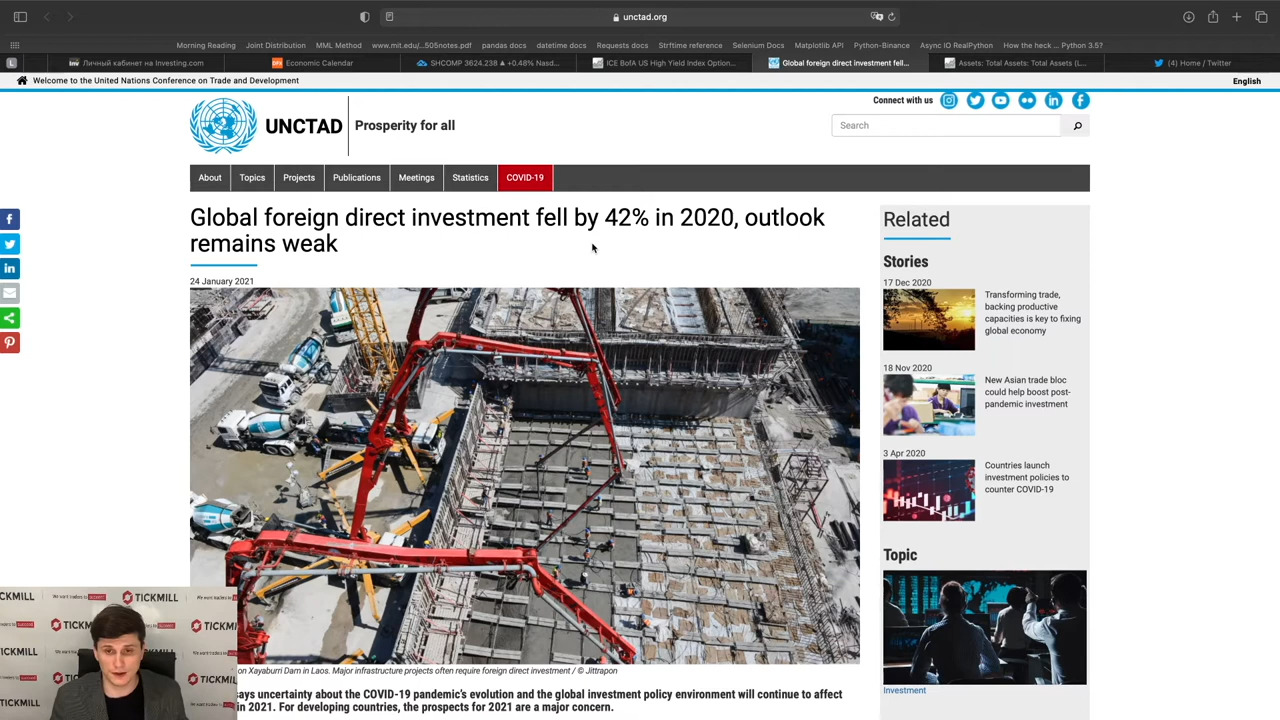 unctad.org
Morning Reading
Joint Distribution
MML Method
www.mit.edu/...505notes.pdf
pandas docs
datetime docs
Requests docs
Strftime reference
Selenium Docs
Matplotlib API
Python-Binance
Async IO RealPython
How the heck ... Python 3.5?
L
Личный кабинет на Investing.com
Economic Calendar
SHCOMP 3624.238 ▲ +0.48% Nasd...
ICE BofA US High Yield Index Option...
Global foreign direct investment fell...
Assets: Total Assets: Total Assets (L...
(4) Home / Twitter
Welcome to the United Nations Conference on Trade and Development
English
UNCTAD
Prosperity for all
Connect with us
Search
About
Topics
Projects
Publications
Meetings
Statistics
COVID-19
Global foreign direct investment fell by 42% in 2020, outlook
remains weak
24 January 2021
Related
Stories
17 Dec 2020
Transforming trade,
backing productive
capacities is key to fixing
global economy
18 Nov 2020
New Asian trade bloc
could help boost post-
pandemic investment
3 Apr 2020
Countries launch
investment policies to
counter COVID-19
Topic
Investment
on Xayaburri Dam in Laos. Major infrastructure projects often require foreign direct investment / © Jittrapon
ays uncertainty about the COVID-19 pandemic's evolution and the global investment policy environment will continue to affect
in 2021. For developing countries, the prospects for 2021 are a major concern.
TICKMILL
TICKMILL
TICKMILL
TICKMILL